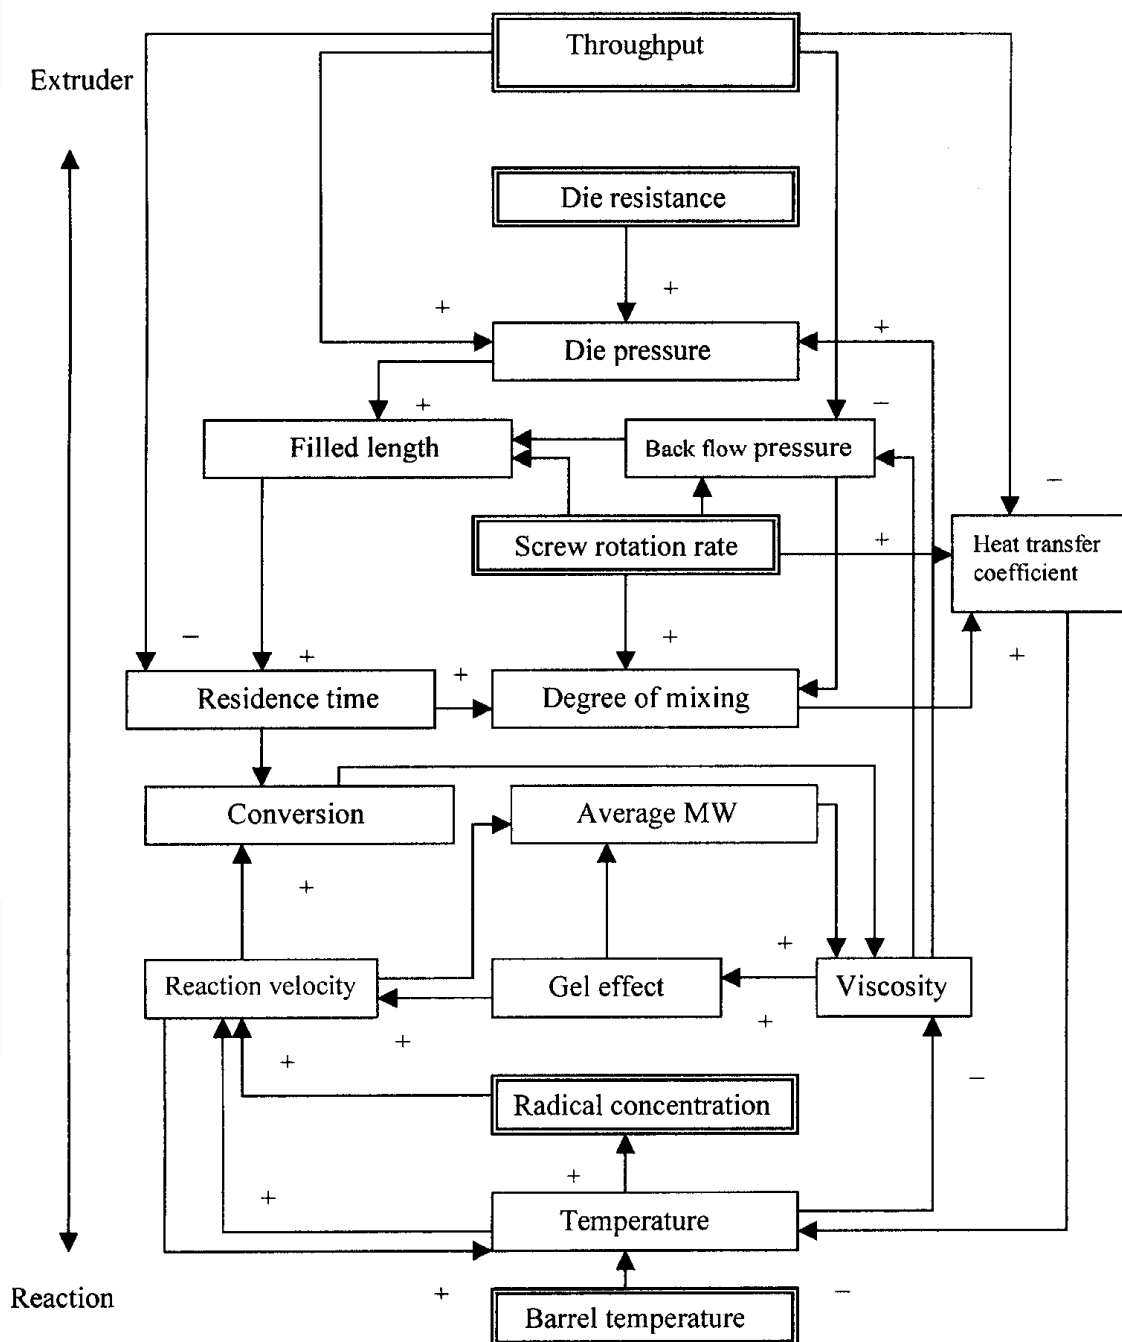 Throughput
Extruder
Die resistance
+
+
+
Die pressure
+
−
Filled length
Back flow pressure
−
Screw rotation rate
+
Heat transfer
coefficient
−
+
+
+
+
Residence time
Degree of mixing
Conversion
Average MW
+
+
Reaction velocity
Gel effect
Viscosity
+
+
+
−
Radical concentration
+
+
Temperature
Reaction
+
−
Barrel temperature